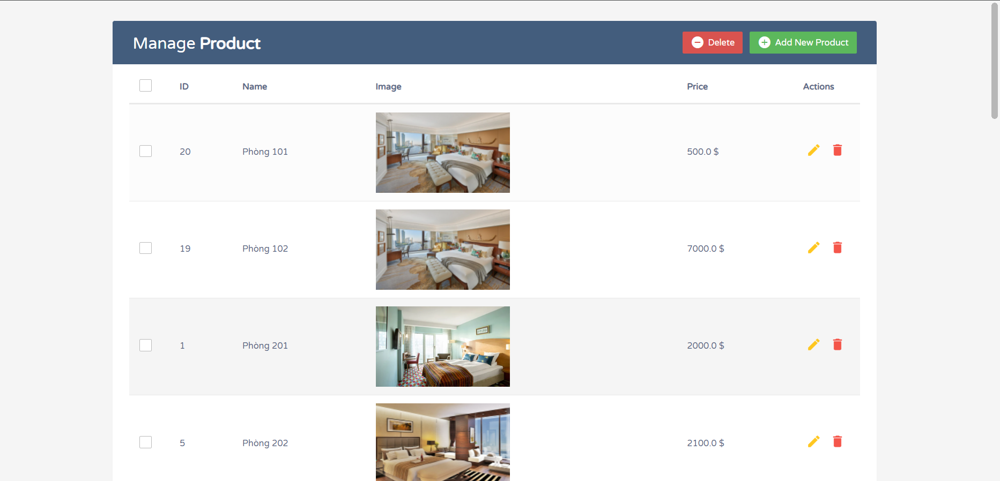 Manage Product
Delete
Add New Product
ID Name Image Price Actions
20 Phòng 101 500.0 $
19 Phòng 102 7000.0 $
1 Phòng 201 2000.0 $
5 Phòng 202 2100.0 $